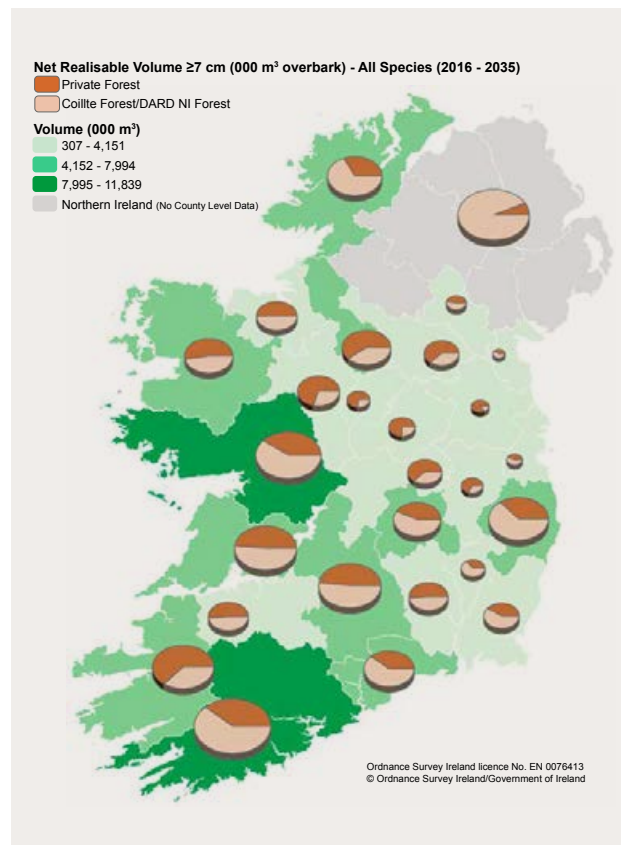 Net Realisable Volume ≥7 cm (000 m³ overbark) - All Species (2016 - 2035)
Private Forest
Coillte Forest/DARD NI Forest
Volume (000 m³)
307 - 4,151
4,152 - 7,994
7,995 - 11,839
Northern Ireland (No County Level Data)
Ordnance Survey Ireland licence No. EN 0076413
© Ordnance Survey Ireland/Government of Ireland